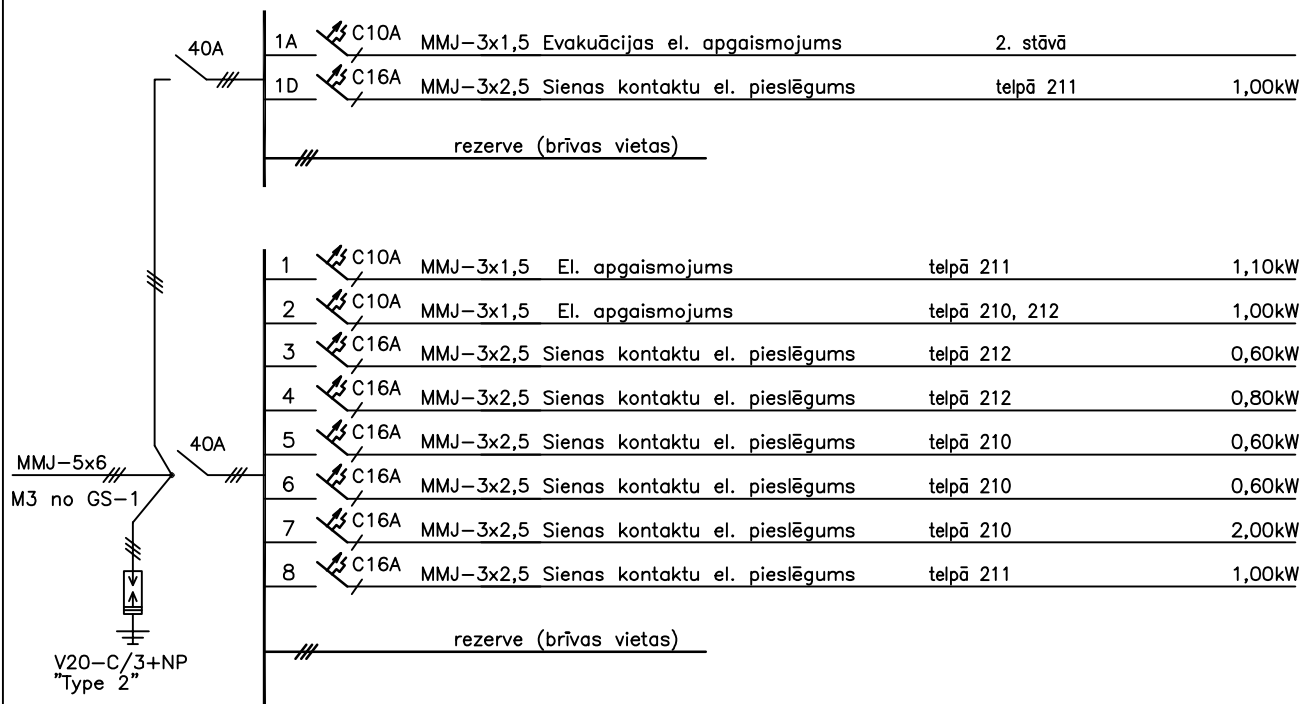 40A
1A C10A MMJ-3x1,5 Evakuācijas el. apgaismojums 2. stāvā
1D C16A MMJ-3x2,5 Sienas kontaktu el. pieslēgums telpā 211 1,00kW
rezerve (brīvas vietas)
1 C10A MMJ-3x1,5 El. apgaismojums telpā 211 1,10kW
2 C10A MMJ-3x1,5 El. apgaismojums telpā 210, 212 1,00kW
3 C16A MMJ-3x2,5 Sienas kontaktu el. pieslēgums telpā 212 0,60kW
4 C16A MMJ-3x2,5 Sienas kontaktu el. pieslēgums telpā 212 0,80kW
40A
5 C16A MMJ-3x2,5 Sienas kontaktu el. pieslēgums telpā 210 0,60kW
MMJ-5x6
6 C16A MMJ-3x2,5 Sienas kontaktu el. pieslēgums telpā 210 0,60kW
M3 no GS-1
7 C16A MMJ-3x2,5 Sienas kontaktu el. pieslēgums telpā 210 2,00kW
8 C16A MMJ-3x2,5 Sienas kontaktu el. pieslēgums telpā 211 1,00kW
rezerve (brīvas vietas)
V20-C/3+NP
"Type 2"